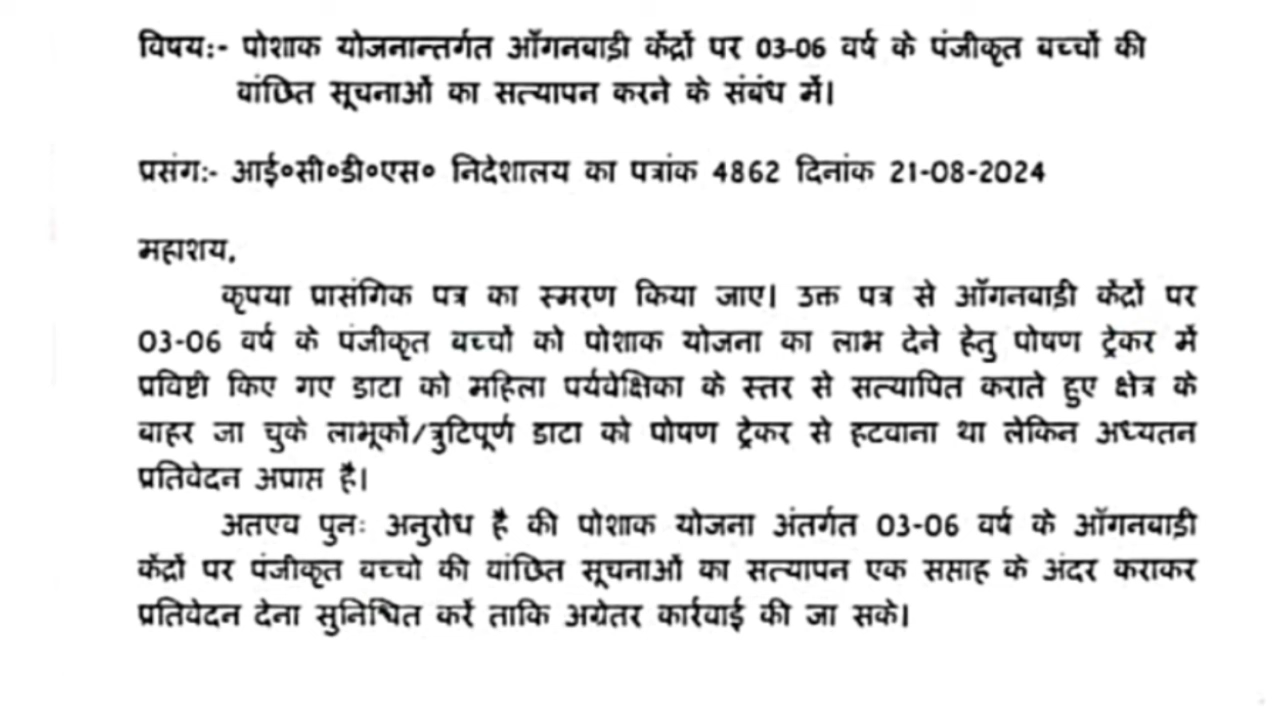 विषय:- पोशाक योजनान्तर्गत आँगनबाड़ी केंद्रों पर 03-06 वर्ष के पंजीकृत बच्चों की
वांछित सूचनाओं का सत्यापन करने के संबंध में।
प्रसंग:- आई०सी०डी०एस० निदेशालय का पत्रांक 4862 दिनांक 21-08-2024
महाशय,
कृपया प्रासंगिक पत्र का स्मरण किया जाए। उक्त पत्र से आँगनबाड़ी केंद्रों पर
03-06 वर्ष के पंजीकृत बच्चों को पोशाक योजना का लाभ देने हेतु पोषण ट्रेकर में
प्रविष्टी किए गए डाटा को महिला पर्यवेक्षिका के स्तर से सत्यापित कराते हुए क्षेत्र के
बाहर जा चुके लाभूकों/त्रुटिपूर्ण डाटा को पोषण ट्रेकर से हटवाना था लेकिन अध्यतन
प्रतिवेदन अप्राप्त है।
अतएव पुनः अनुरोध है की पोशाक योजना अंतर्गत 03-06 वर्ष के आँगनबाड़ी
केंद्रों पर पंजीकृत बच्चो की वांछित सूचनाओं का सत्यापन एक सप्ताह के अंदर कराकर
प्रतिवेदन देना सुनिश्चित करें ताकि अग्रेतर कार्रवाई की जा सके।